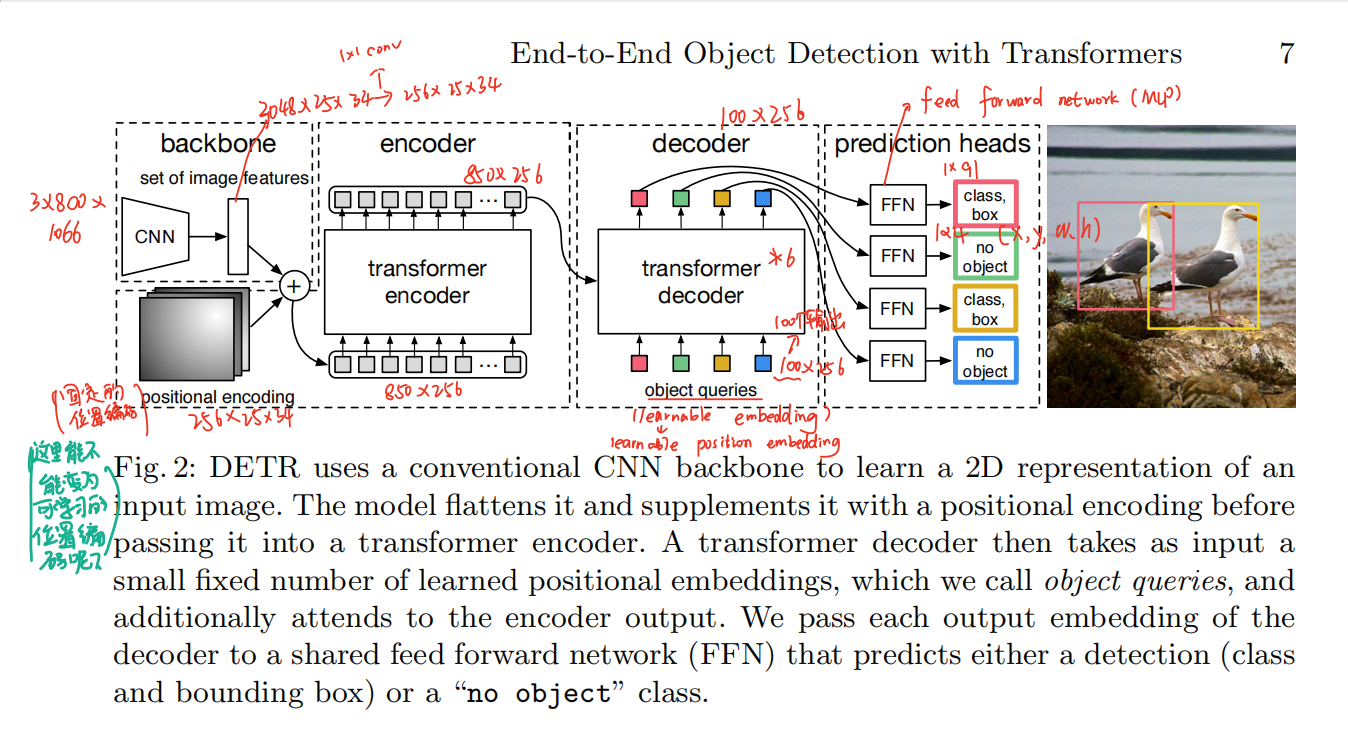 End-to-End Object Detection with Transformers 7
1x1 conv
2048 x 25 x 34 → 256 x 25 x 34
feed forward network (MLP)
100 x 256
backbone
encoder
decoder
prediction heads
set of image features
850 x 256
1x91
3x800x
1066
CNN
FFN
class,
box
1x4 (x, y, w, h)
FFN
no
object
+
transformer
encoder
transformer
decoder
*6
FFN
class,
box
100个输出
FFN
no
object
...
...
100x256
850 x 256
object queries
positional encoding
(固定的
位置编码)
256 x 25 x 34
(learnable embedding)
learnable position embedding
这里能不
能变为
可学习的
位置编
码呢?
Fig. 2: DETR uses a conventional CNN backbone to learn a 2D representation of an
input image. The model flattens it and supplements it with a positional encoding before
passing it into a transformer encoder. A transformer decoder then takes as input a
small fixed number of learned positional embeddings, which we call object queries, and
additionally attends to the encoder output. We pass each output embedding of the
decoder to a shared feed forward network (FFN) that predicts either a detection (class
and bounding box) or a “no object” class.